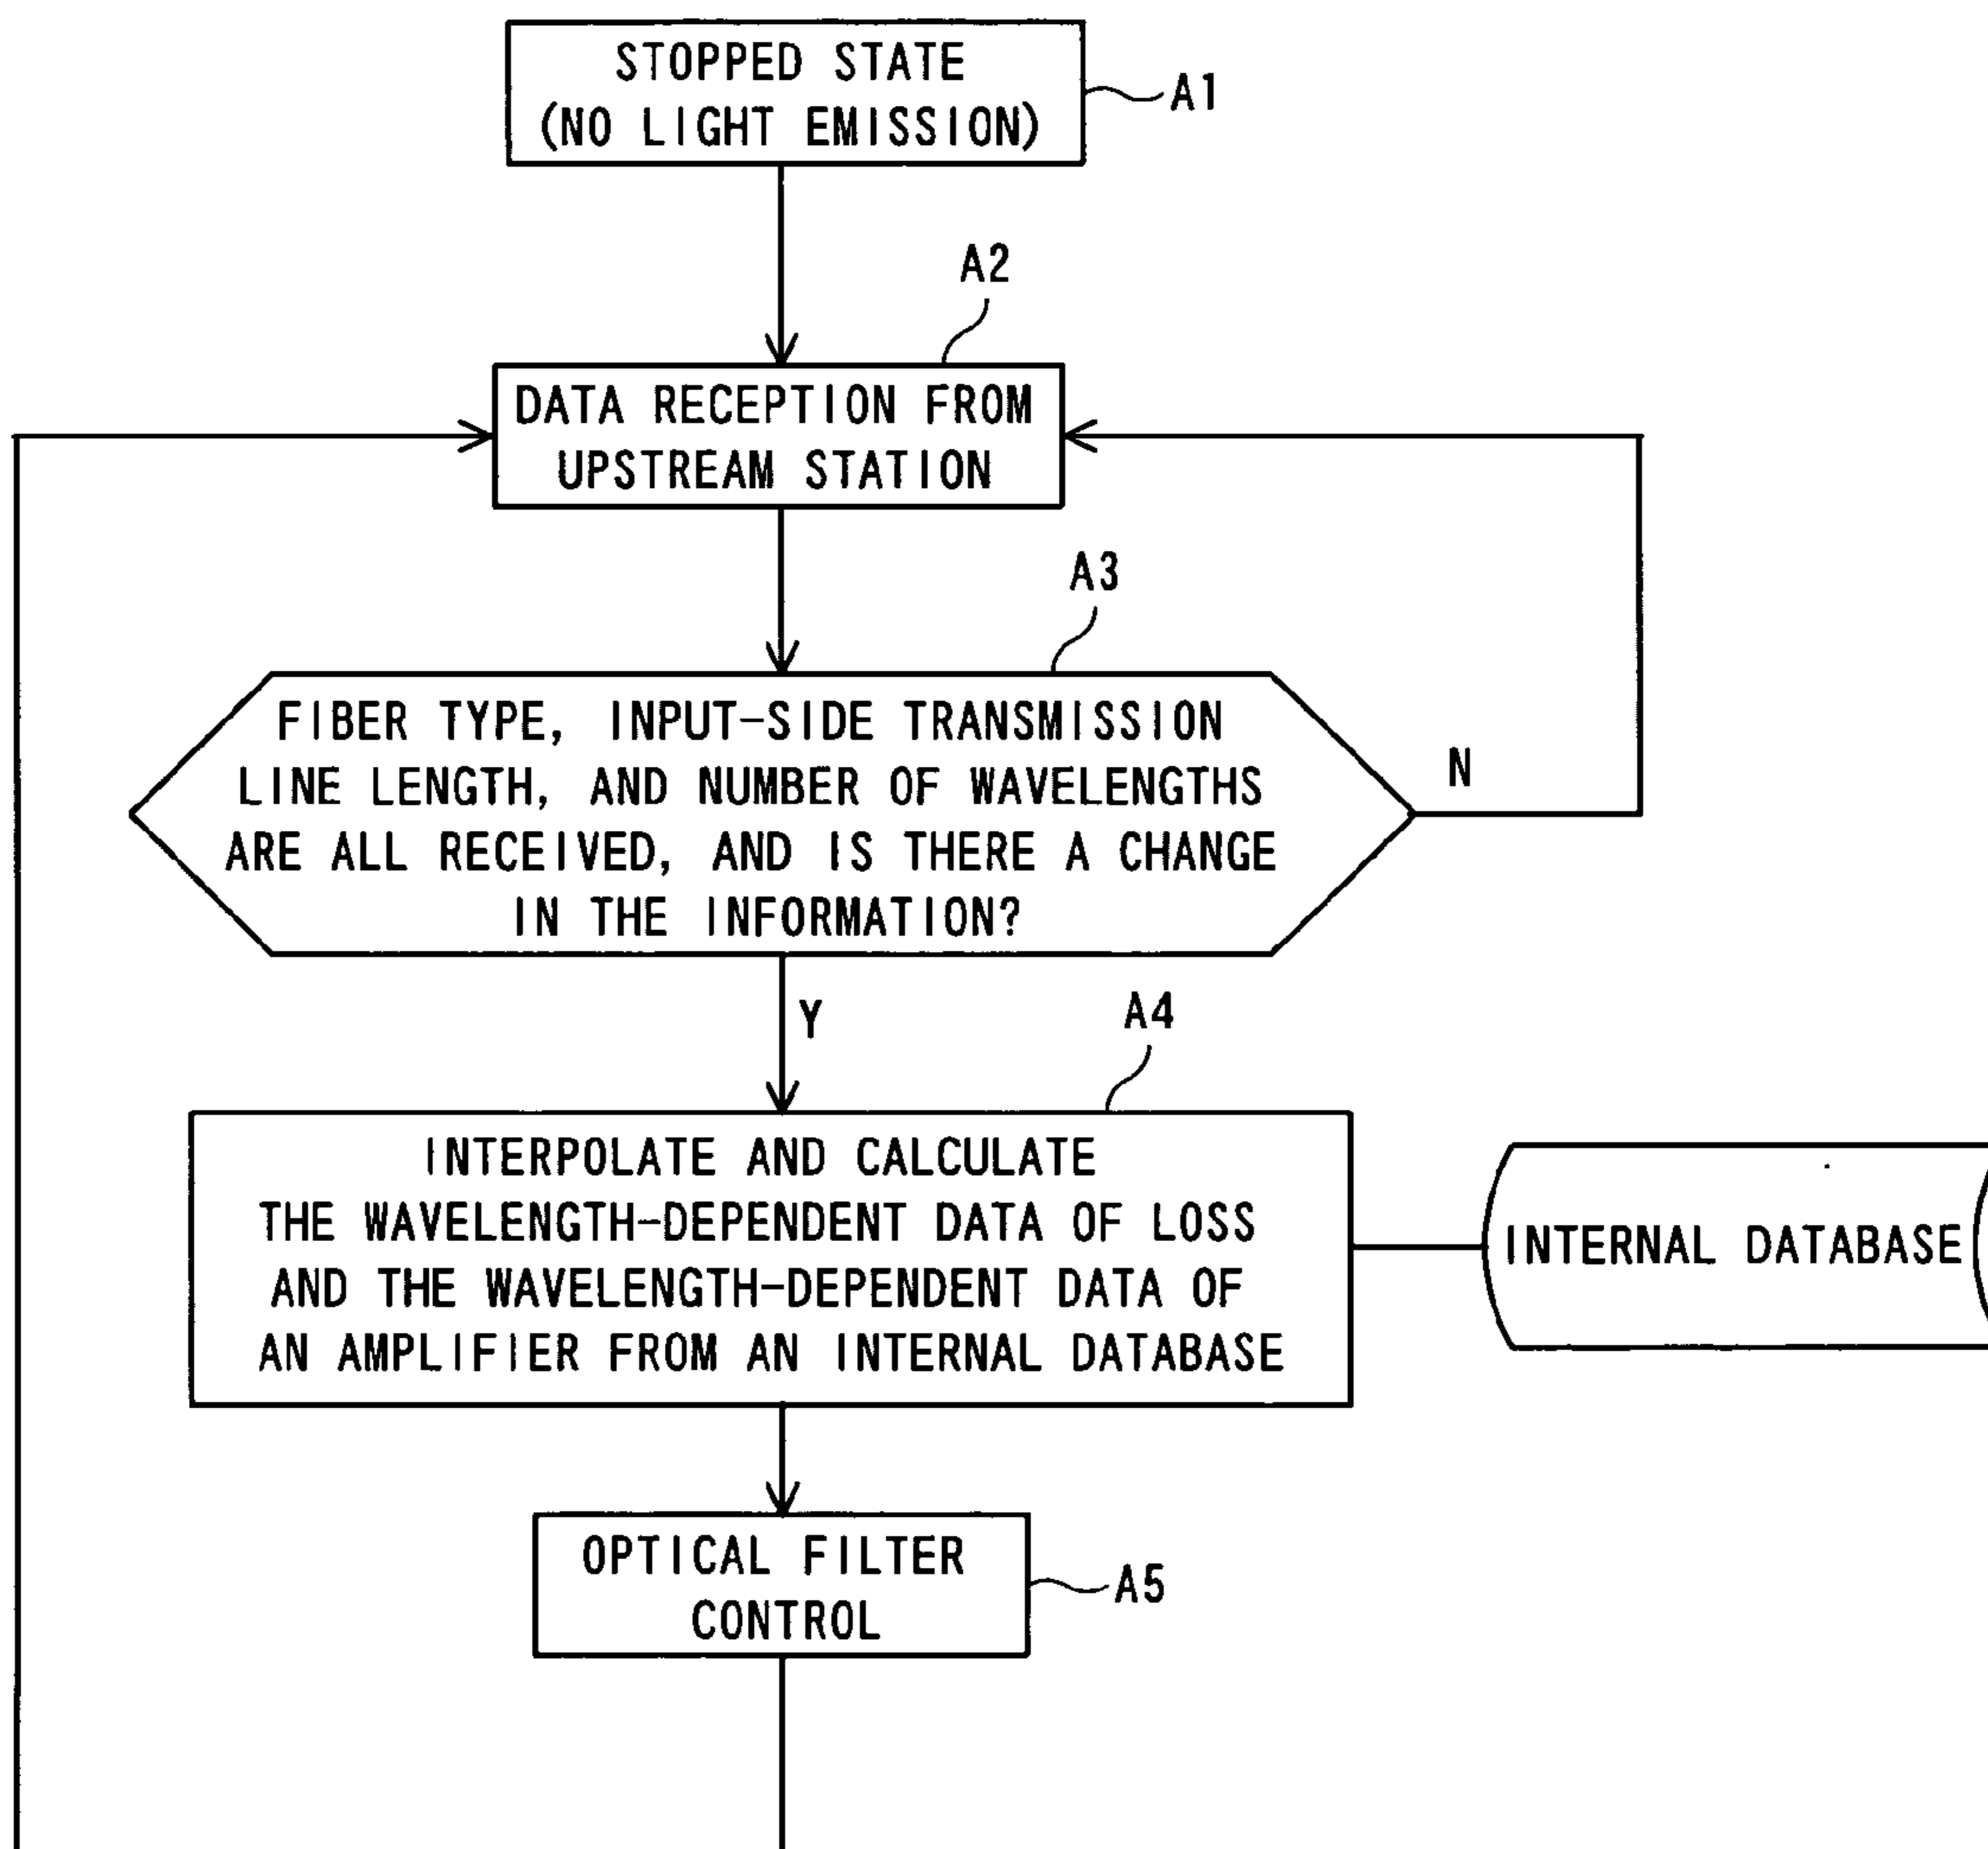 STOPPED STATE
(NO LIGHT EMISSION)
A1
A2
DATA RECEPTION FROM
UPSTREAM STATION
A3
FIBER TYPE, INPUT-SIDE TRANSMISSION
LINE LENGTH, AND NUMBER OF WAVELENGTHS
ARE ALL RECEIVED, AND IS THERE A CHANGE
IN THE INFORMATION?
N
Y
A4
INTERPOLATE AND CALCULATE
THE WAVELENGTH-DEPENDENT DATA OF LOSS
AND THE WAVELENGTH-DEPENDENT DATA OF
AN AMPLIFIER FROM AN INTERNAL DATABASE
INTERNAL DATABASE
OPTICAL FILTER
CONTROL
A5